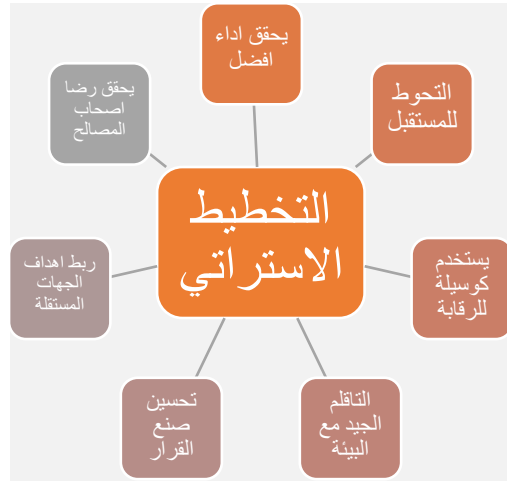 يحقق اداء
افضل
التحوط
للمستقبل
يستخدم
كوسيلة
للرقابة
التاقلم
الجيد مع
البيئة
تحسين
صنع
القرار
ربط اهداف
الجهات
المستقلة
يحقق رضا
اصحاب
المصالح
التخطيط
الاستراتي